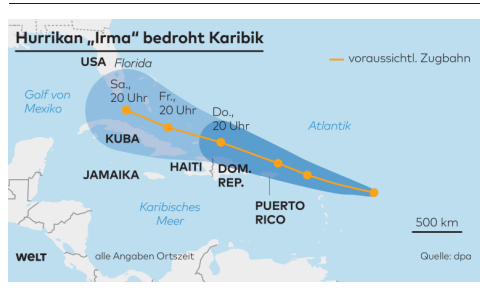 Hurrikan „Irma“ bedroht Karibik
USA
Florida
voraussichtl. Zugbahn
Golf von
Mexiko
Sa.,
20 Uhr
Fr.,
20 Uhr
Do.,
20 Uhr
Atlantik
KUBA
JAMAIKA
HAITI
DOM.
REP.
PUERTO
RICO
Karibisches
Meer
500 km
WELT
alle Angaben Ortszeit
Quelle: dpa